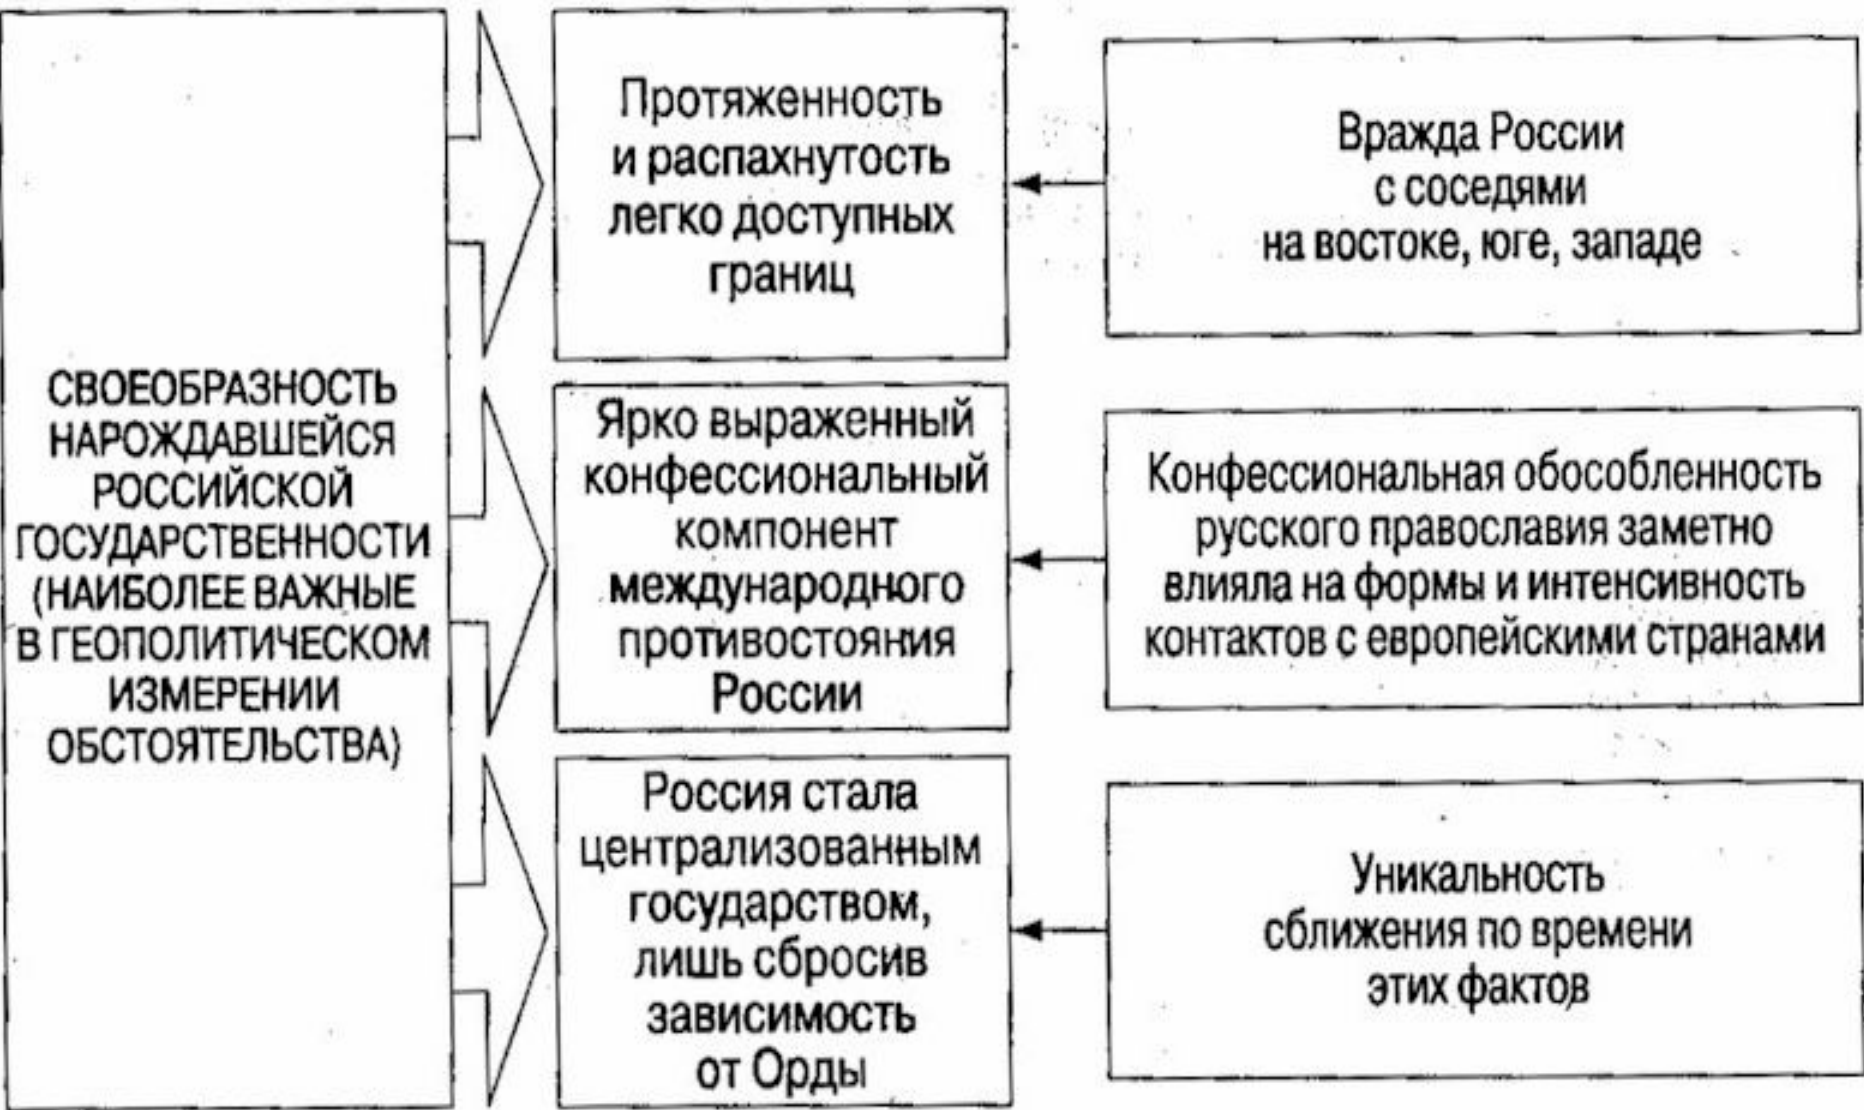 СВОЕОБРАЗНОСТЬ
НАРОЖДАВШЕЙСЯ
РОССИЙСКОЙ
ГОСУДАРСТВЕННОСТИ
(НАИБОЛЕЕ ВАЖНЫЕ
В ГЕОПОЛИТИЧЕСКОМ
ИЗМЕРЕНИИ
ОБСТОЯТЕЛЬСТВА)
Протяженность
и распахнутость
легко доступных
границ
Вражда России
с соседями
на востоке, юге, западе
Ярко выраженный
конфессиональный
компонент
международного
противостояния
России
Конфессиональная обособленность
русского православия заметно
влияла на формы и интенсивность
контактов с европейскими странами
Россия стала
централизованным
государством,
лишь сбросив
зависимость
от Орды
Уникальность
сближения по времени
этих фактов